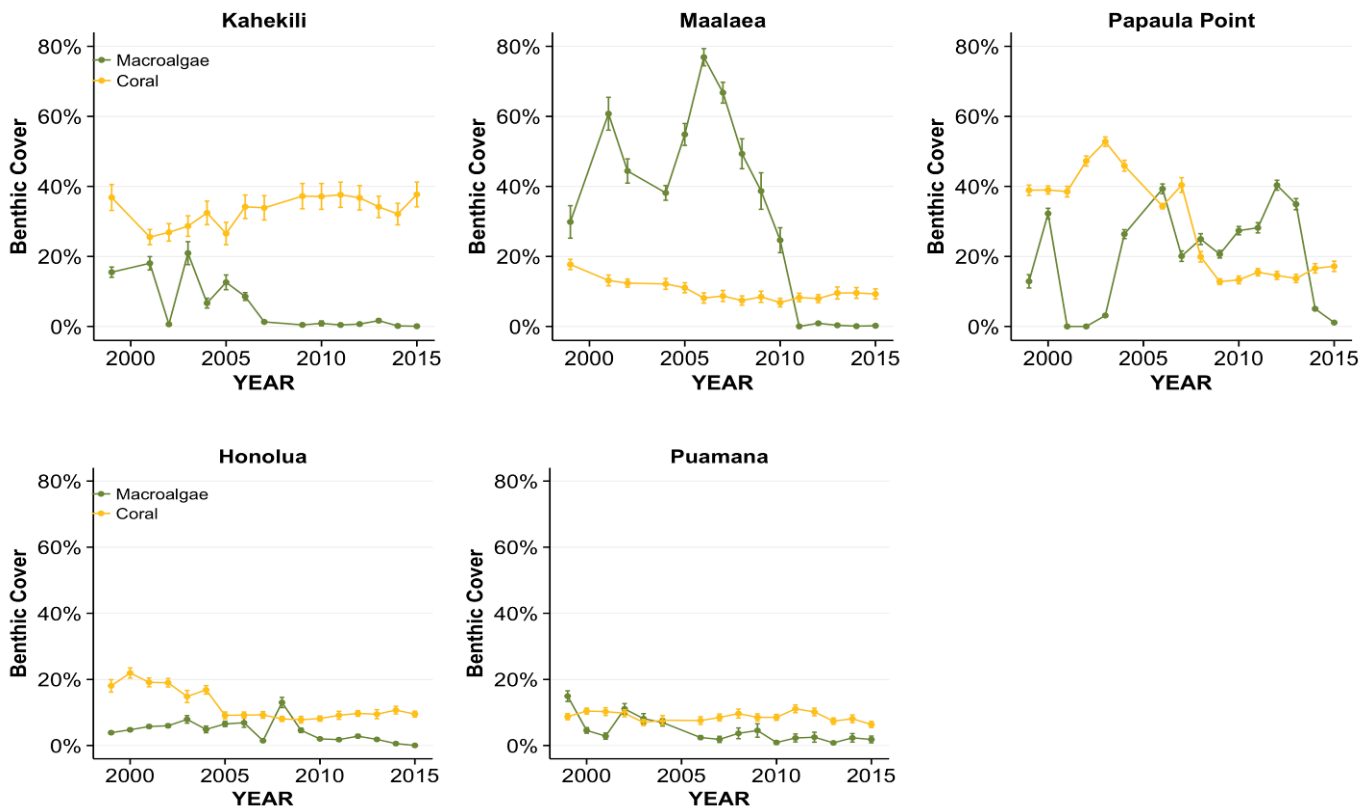 Kahekili
Maalaea
Papaula Point
80%
60%
40%
20%
0%
Macroalgae
Coral
Benthic Cover
2000 2005 2010 2015
YEAR
80%
60%
40%
20%
0%
Benthic Cover
2000 2005 2010 2015
YEAR
80%
60%
40%
20%
0%
Benthic Cover
2000 2005 2010 2015
YEAR
Honolua
Puamana
80%
60%
40%
20%
0%
Macroalgae
Coral
Benthic Cover
2000 2005 2010 2015
YEAR
80%
60%
40%
20%
0%
Benthic Cover
2000 2005 2010 2015
YEAR